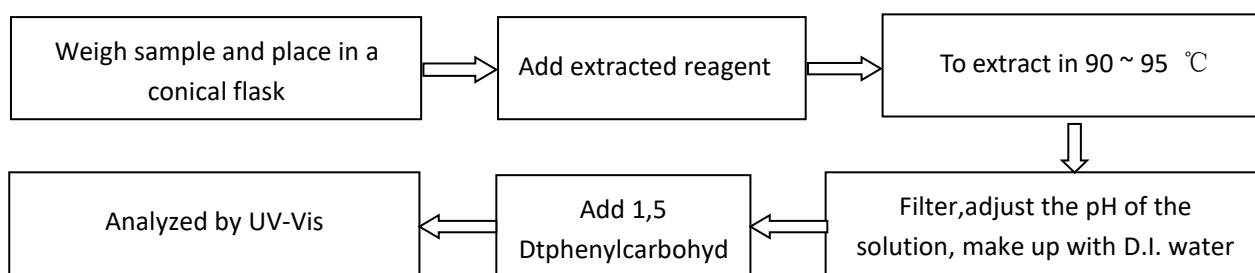 Weigh sample and place in a
conical flask
Add extracted reagent
To extract in 90 ~ 95 ℃
Filter,adjust the pH of the
solution, make up with D.I. water
Add 1,5
Dtphenylcarbohyd
Analyzed by UV-Vis